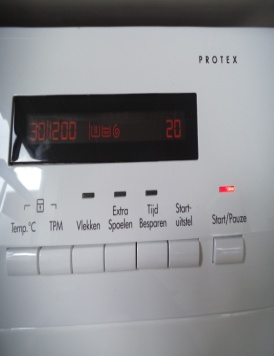 PROTEX
30 1200 20
Temp.°C TPM Vlekken Extra Spoelen Tijd Besparen Start-uitstel Start/Pauze